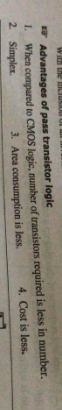 Advantages of pass transistor logic
1. When compared to CMOS logic, number of transistors required is less in number.
2. Simpler. 3. Area consumption is less. 4. Cost is less.